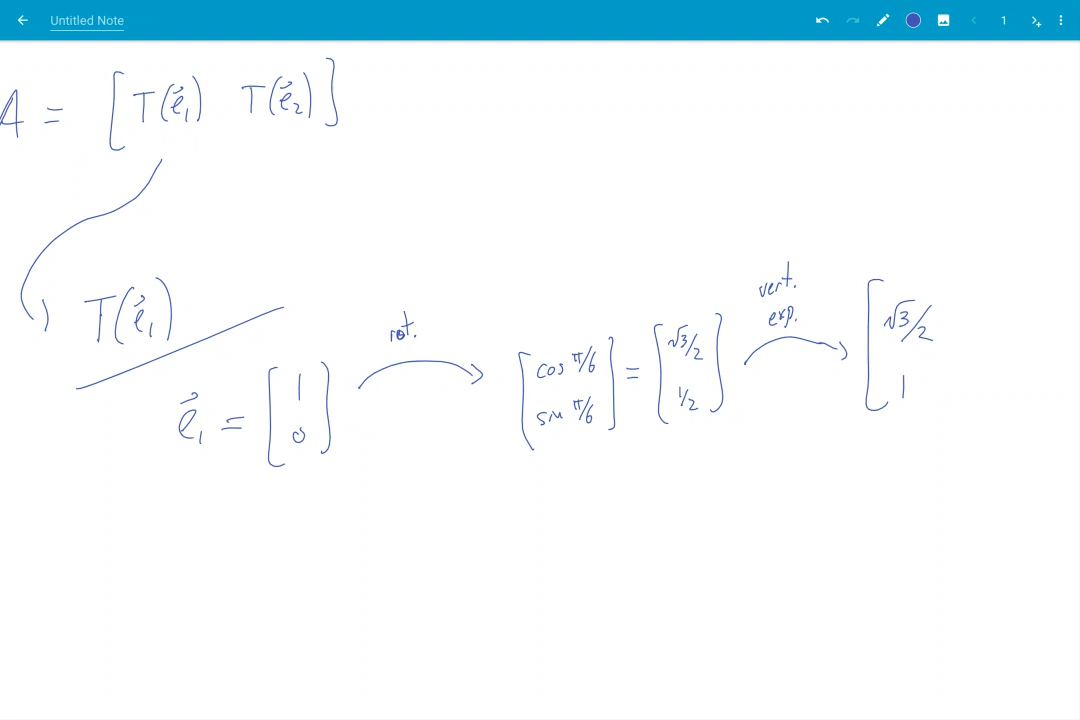 Untitled Note
1
A = [ T(e⃗₁) T(e⃗₂) ]
T(e⃗₁)
rot.
vert.
exp.
e⃗₁ = [ 1
0 ]
[ cos π/6
sin π/6 ]
= [ √3/2
1/2 ]
[ √3/2
1